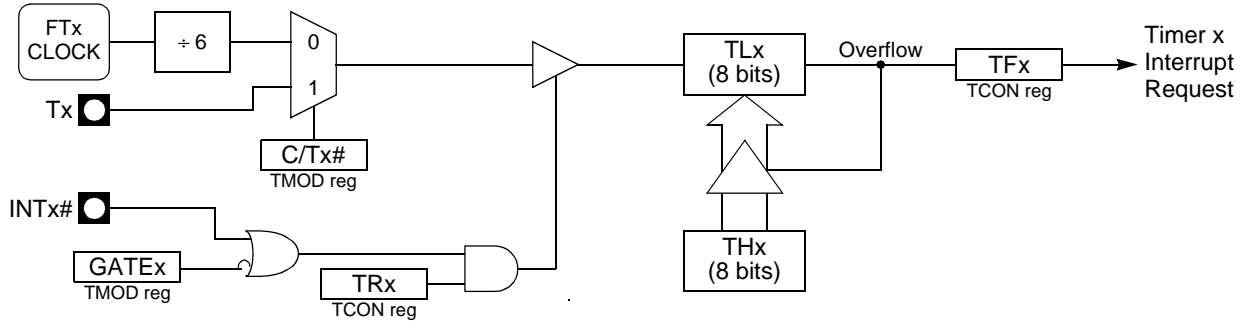 FTx
CLOCK
÷ 6
0
1
Tx
C/Tx#
TMOD reg
TLx
(8 bits)
Overflow
TFx
TCON reg
Timer x
Interrupt
Request
INTx#
GATEx
TMOD reg
TRx
TCON reg
THx
(8 bits)